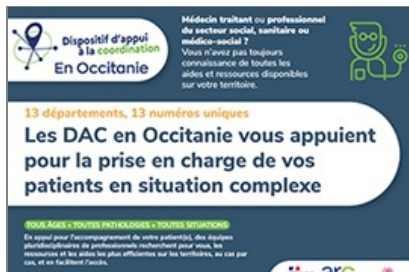 Dispositif d'appui
à la coordination
En Occitanie
Médecin traitant ou professionnel
du secteur social, sanitaire ou
médico-social ?
Vous n'avez pas toujours
connaissance de toutes les
aides et ressources disponibles
sur votre territoire.
13 départements, 13 numéros uniques
Les DAC en Occitanie vous appuient
pour la prise en charge de vos
patients en situation complexe
TOUS ÂGES • TOUTES PATHOLOGIES • TOUTES SITUATIONS
En appui pour l'accompagnement de votre patient(e), des équipes
pluridisciplinaires de professionnels recherchent pour vous, les
ressources et les aides les plus efficientes sur les territoires, au cas par
cas, et en facilitent l'accès.